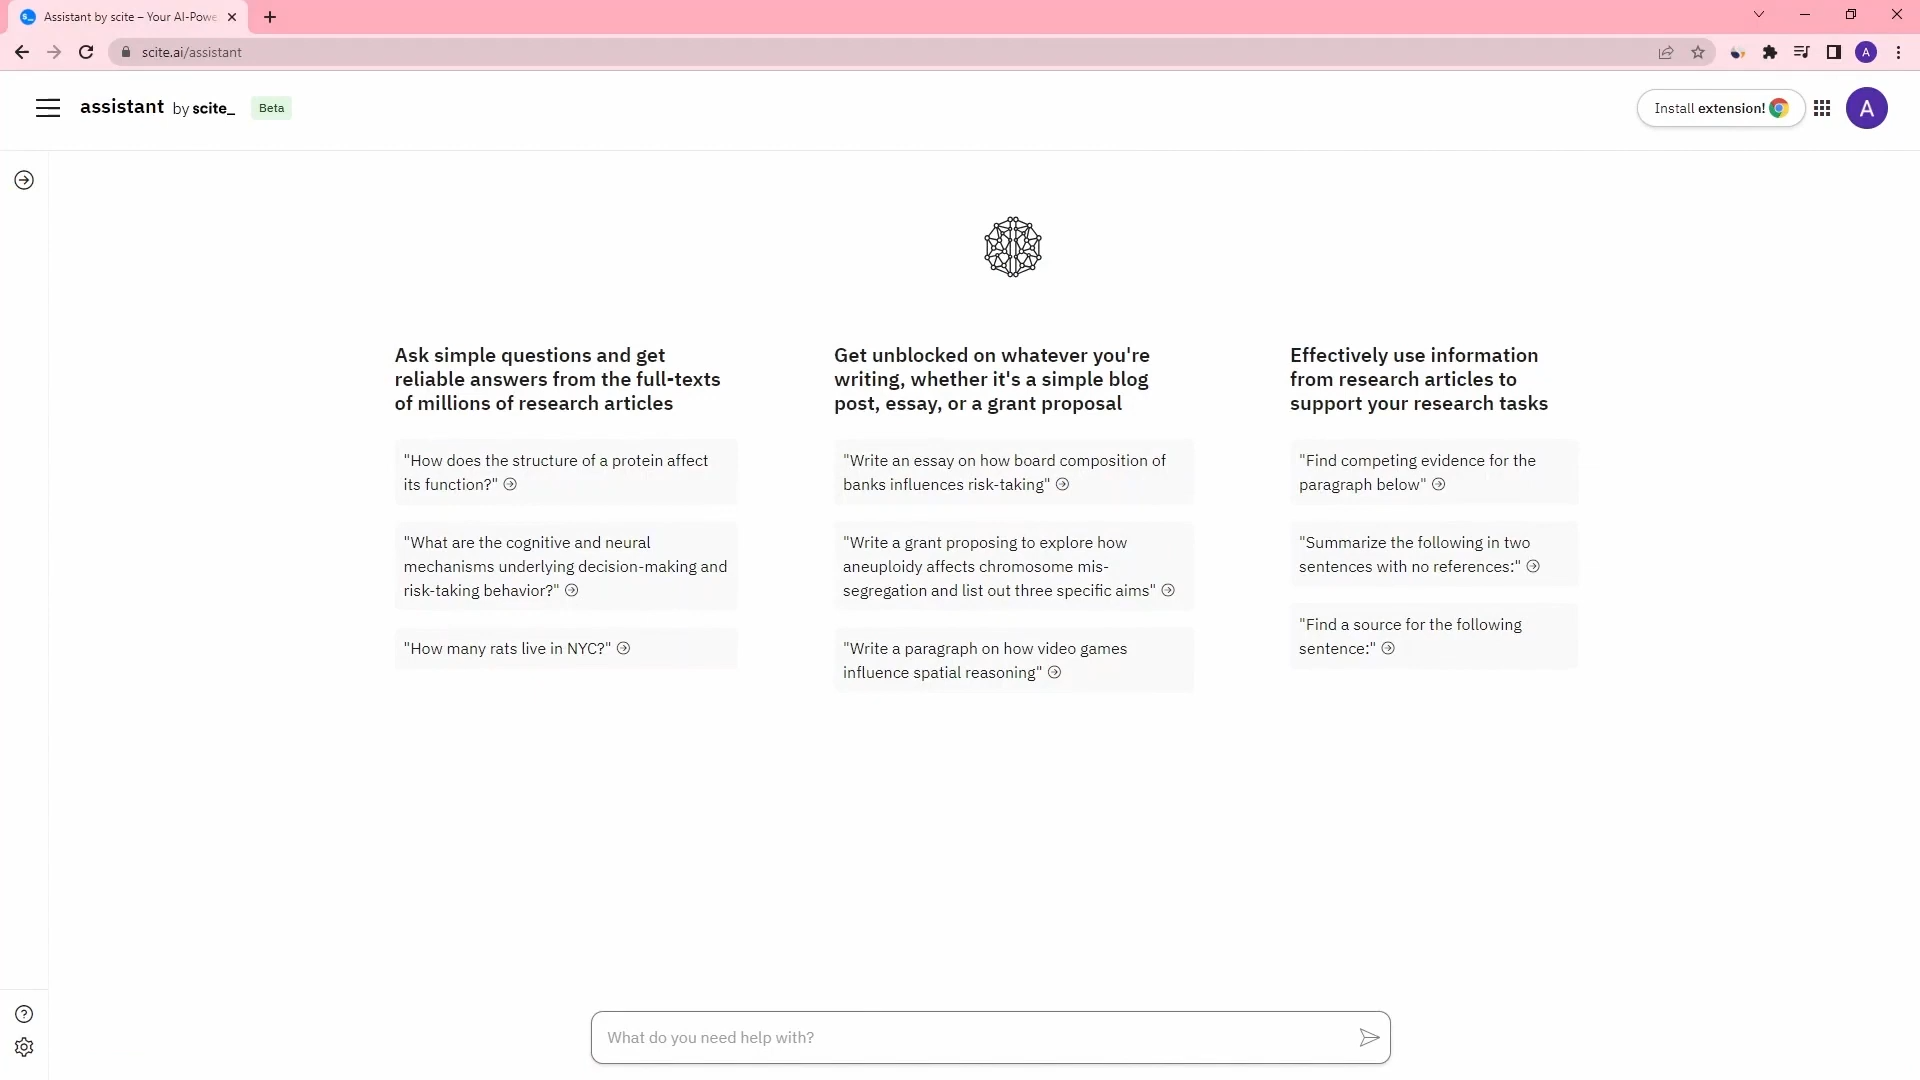 Assistant by scite – Your AI-Powe
scite.ai/assistant
A
assistant by scite_ Beta
Install extension!
A
Ask simple questions and get
reliable answers from the full-texts
of millions of research articles
"How does the structure of a protein affect
its function?"
"What are the cognitive and neural
mechanisms underlying decision-making and
risk-taking behavior?"
"How many rats live in NYC?"
Get unblocked on whatever you're
writing, whether it's a simple blog
post, essay, or a grant proposal
"Write an essay on how board composition of
banks influences risk-taking"
"Write a grant proposing to explore how
aneuploidy affects chromosome mis-
segregation and list out three specific aims"
"Write a paragraph on how video games
influence spatial reasoning"
Effectively use information
from research articles to
support your research tasks
"Find competing evidence for the
paragraph below"
"Summarize the following in two
sentences with no references:"
"Find a source for the following
sentence:"
What do you need help with?